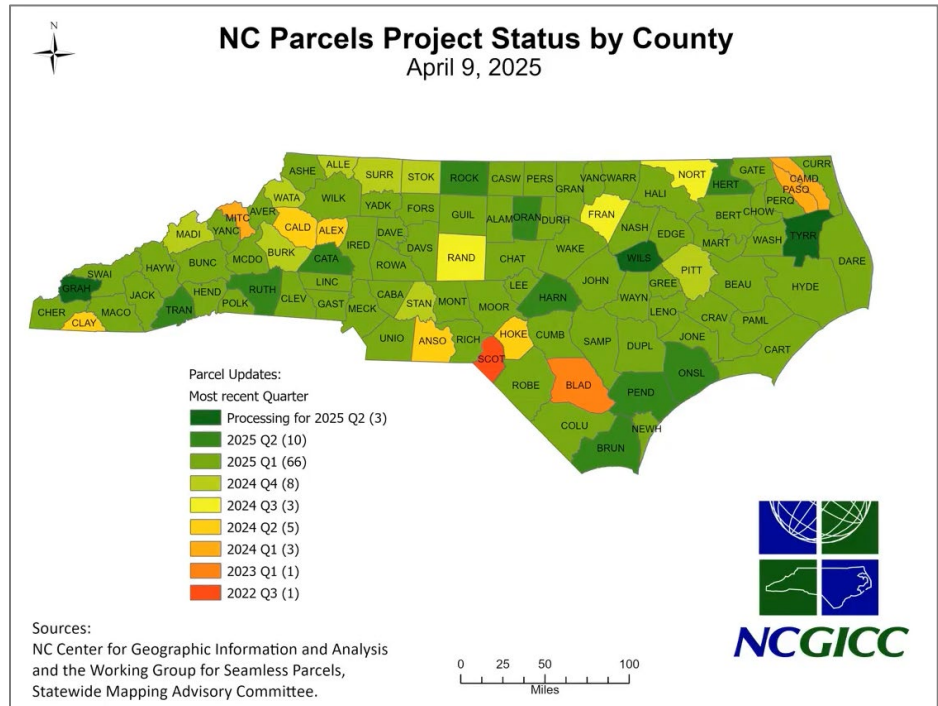 N
NC Parcels Project Status by County
April 9, 2025
ALLE
ASHE
SURR
STOK
ROCK
CASW
PERS
GRAN
VANC
WARR
NORT
HERT
GATE
CURR
CAMD
PASQ
PERQ
WATA
WILK
YADK
FORS
GUIL
ALAM
ORAN
DURH
FRAN
HALI
BERT
CHOW
MITC
AVER
YANC
CALD
ALEX
IRED
DAVE
DAVS
RAND
CHAT
WAKE
NASH
EDGE
MART
WASH
TYRR
DARE
MADI
BUNC
MCDO
BURK
CATA
ROWA
WILS
PITT
BEAU
HYDE
SWAI
HAYW
GRAH
JACK
HEND
RUTH
LINC
CABA
STAN
MONT
MOOR
LEE
HARN
JOHN
WAYN
GREE
LENO
CRAV
PAML
CHER
CLAY
MACO
TRAN
POLK
CLEV
GAST
MECK
UNIO
ANSO
RICH
HOKE
CUMB
SAMP
DUPL
JONE
CART
SCOT
ROBE
BLAD
PEND
ONSL
COLU
NEWH
BRUN
Parcel Updates:
Most recent Quarter
Processing for 2025 Q2 (3)
2025 Q2 (10)
2025 Q1 (66)
2024 Q4 (8)
2024 Q3 (3)
2024 Q2 (5)
2024 Q1 (3)
2023 Q1 (1)
2022 Q3 (1)
Sources:
NC Center for Geographic Information and Analysis
and the Working Group for Seamless Parcels,
Statewide Mapping Advisory Committee.
0 25 50 100
Miles
NCGICC